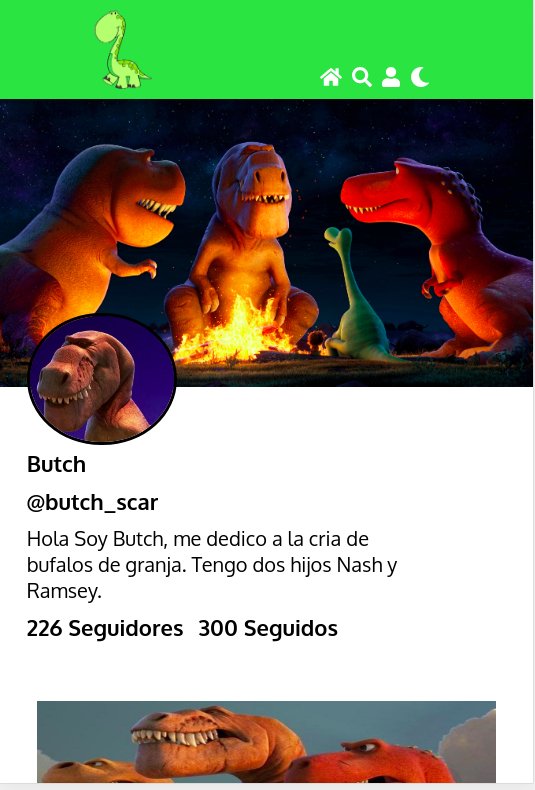 Butch
@butch_scar
Hola Soy Butch, me dedico a la cria de
bufalos de granja. Tengo dos hijos Nash y
Ramsey.
226 Seguidores 300 Seguidos